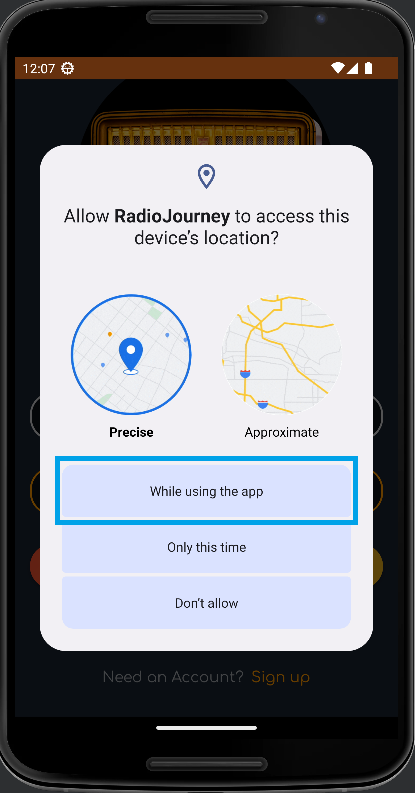 12:07
Allow RadioJourney to access this
device's location?
Precise
Approximate
While using the app
Only this time
Don't allow
Need an Account? Sign up